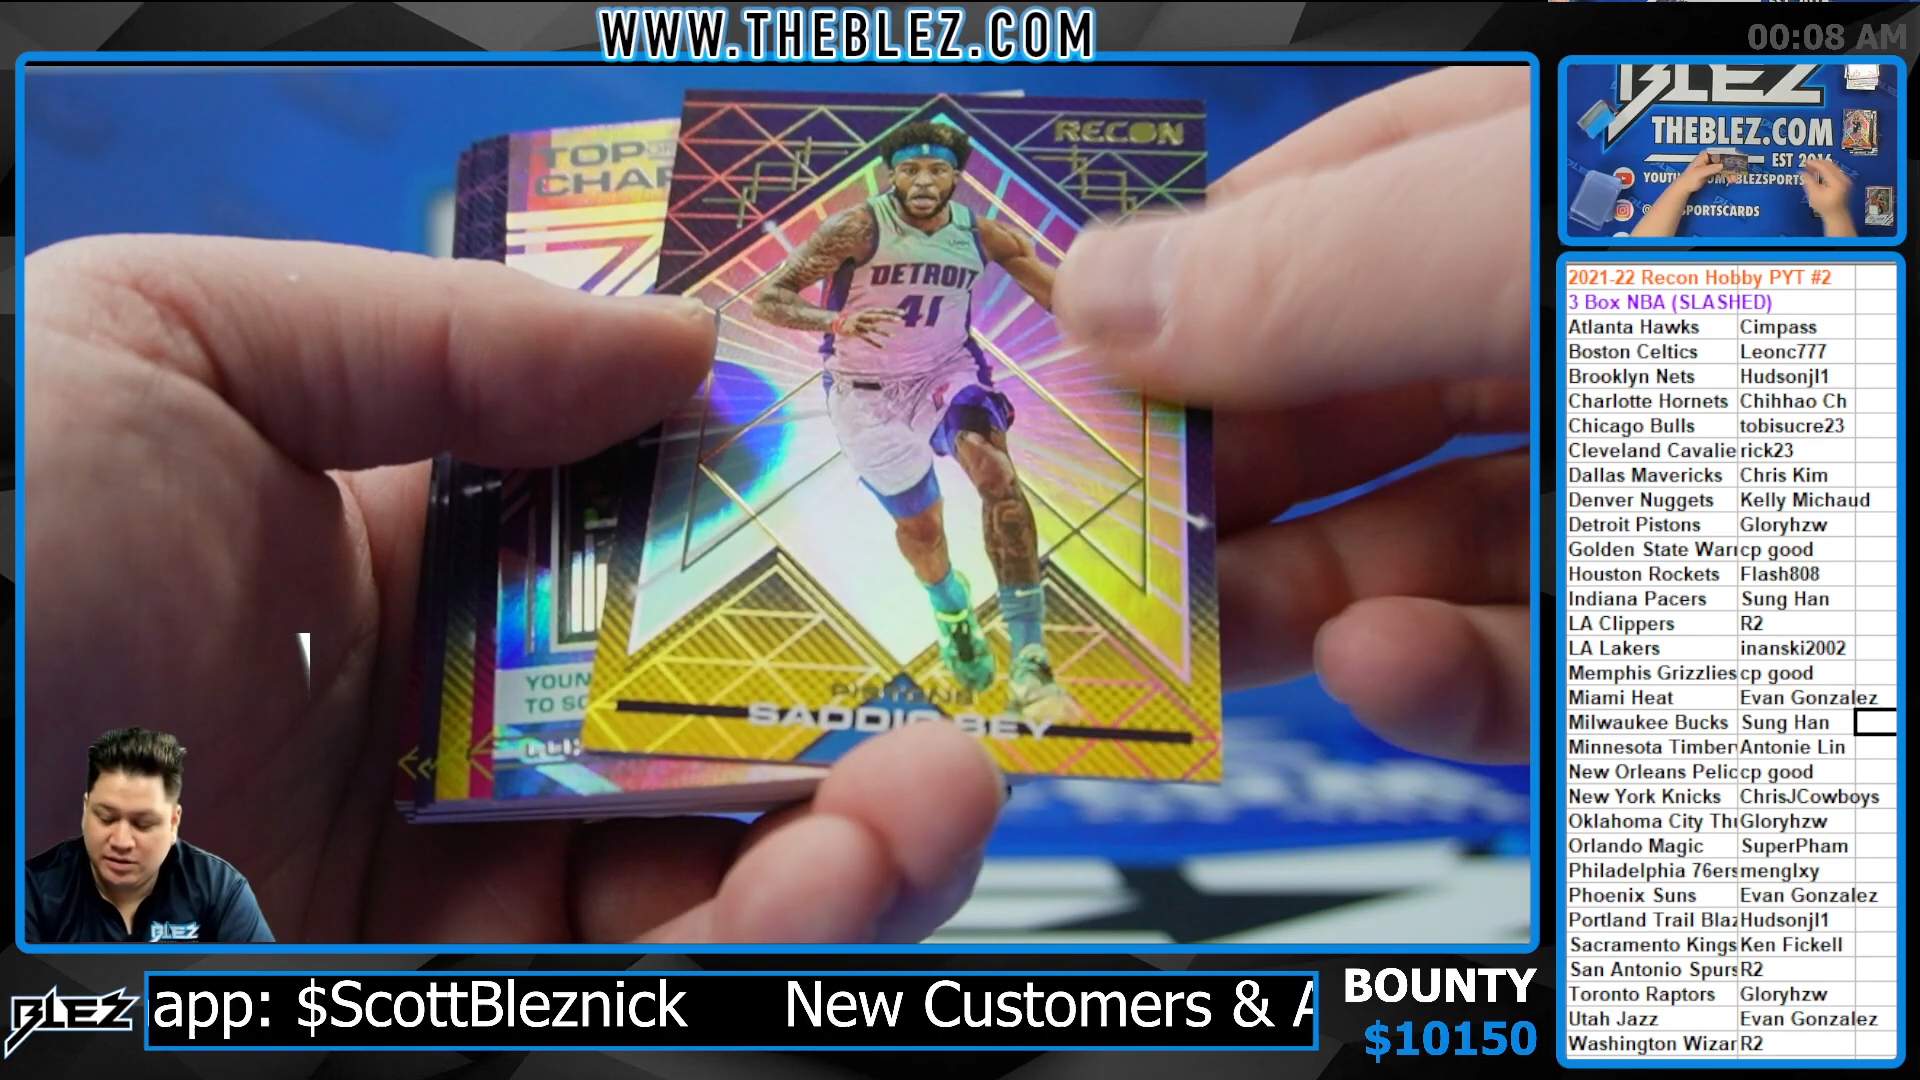 WWW.THEBLEZ.COM
00:08 AM
RECON
DETROIT
41
PISTONS
BLEZ
THEBLEZ.COM
EST 2016
2021-22 Recon Hobby PYT #2
3 Box NBA (SLASHED)
Atlanta Hawks Cimpass
Boston Celtics Leonc777
Brooklyn Nets Hudsonjl1
Charlotte Hornets Chihhao Ch
Chicago Bulls tobisucre23
Cleveland Cavalie rick23
Dallas Mavericks Chris Kim
Denver Nuggets Kelly Michaud
Detroit Pistons Gloryhzw
Golden State Warr cp good
Houston Rockets Flash808
Indiana Pacers Sung Han
LA Clippers R2
LA Lakers inanski2002
Memphis Grizzlies cp good
Miami Heat Evan Gonzalez
Milwaukee Bucks Sung Han
Minnesota Timber Antonie Lin
New Orleans Pelic cp good
New York Knicks ChrisJCowboys
Oklahoma City Thu Gloryhzw
Orlando Magic SuperPham
Philadelphia 76ers menglxy
Phoenix Suns Evan Gonzalez
Portland Trail Blaz Hudsonjl1
Sacramento Kings Ken Fickell
San Antonio Spurs R2
Toronto Raptors Gloryhzw
Utah Jazz Evan Gonzalez
Washington Wizar R2
BLEZ
BLEZ
app: $ScottBleznick New Customers & A
BOUNTY
$10150